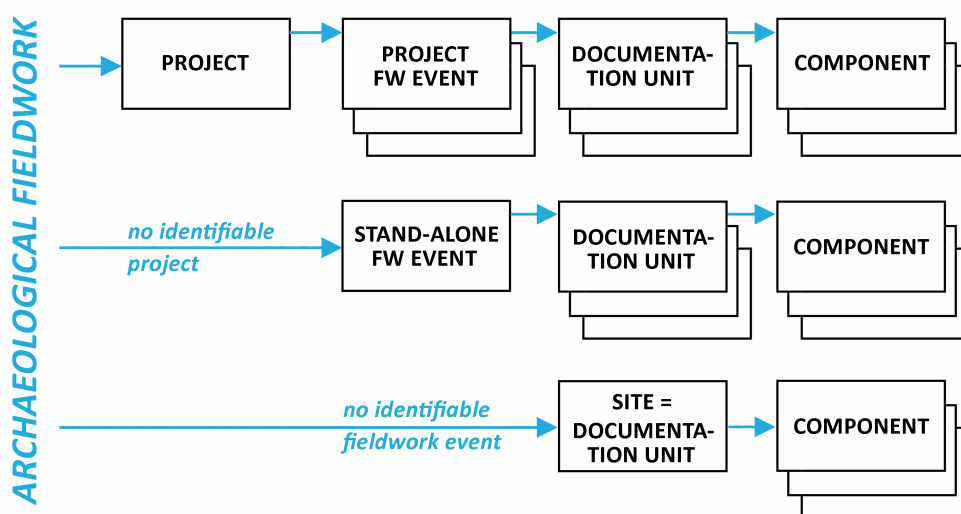 ARCHAEOLOGICAL FIELDWORK
PROJECT
PROJECT
FW EVENT
DOCUMENTA-
TION UNIT
COMPONENT
no identifiable
project
STAND-ALONE
FW EVENT
DOCUMENTA-
TION UNIT
COMPONENT
no identifiable
fieldwork event
SITE =
DOCUMENTA-
TION UNIT
COMPONENT